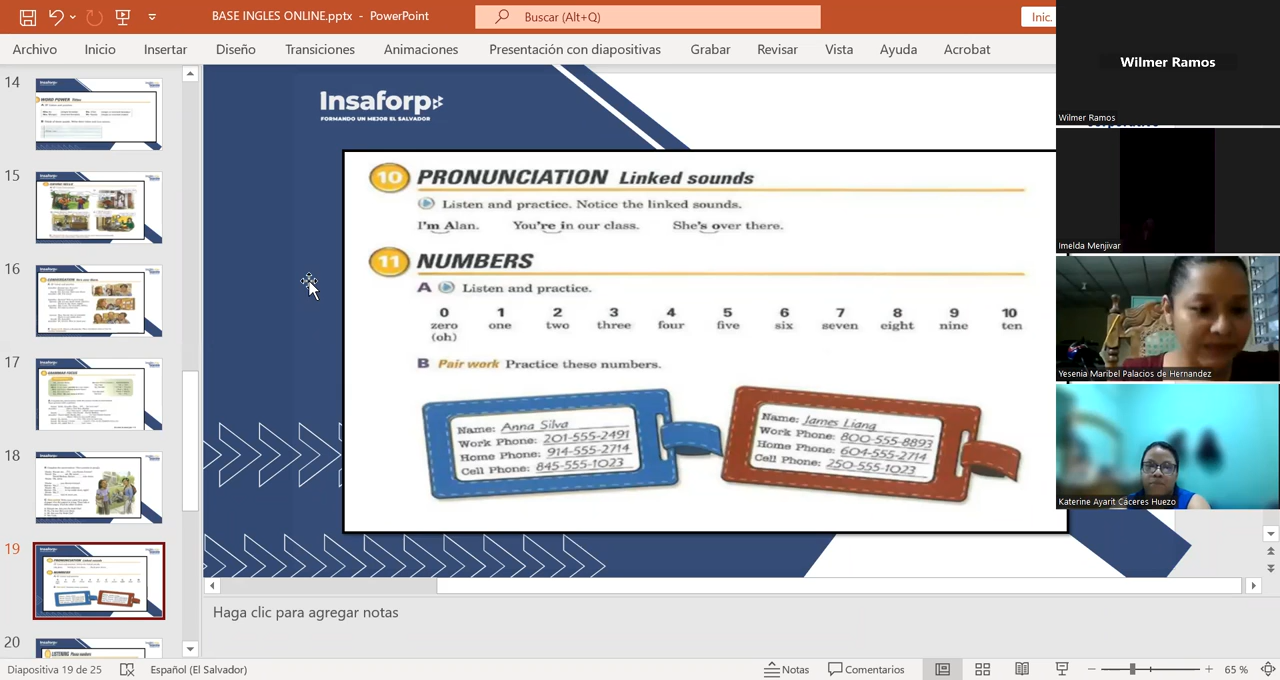 BASE INGLES ONLINE.pptx - PowerPoint
Buscar (Alt+Q)
Inic.
Archivo Inicio Insertar Diseño Transiciones Animaciones Presentación con diapositivas Grabar Revisar Vista Ayuda Acrobat
Wilmer Ramos
Wilmer Ramos
Imelda Menjivar
Yesenia Maribel Palacios de Hernandez
Katerine Ayarit Cáceres Huezo
14
15
16
17
18
19
20
Insaforp
FORMANDO UN MEJOR EL SALVADOR
10 PRONUNCIATION Linked sounds
Listen and practice. Notice the linked sounds.
I'm Alan. You're in our class. She's over there.
11 NUMBERS
A Listen and practice.
0 1 2 3 4 5 6 7 8 9 10
zero one two three four five six seven eight nine ten
(oh)
B Pair work Practice these numbers.
Name: Anna Silva
Work Phone: 201-555-2491
Home Phone: 914-555-2714
Cell Phone: 845-555-1023
Name: James Liang
Work Phone: 800-555-8893
Home Phone: 604-555-2714
Cell Phone: 250-555-1023
Haga clic para agregar notas
Diapositiva 19 de 25 Español (El Salvador) Notas Comentarios 65 %